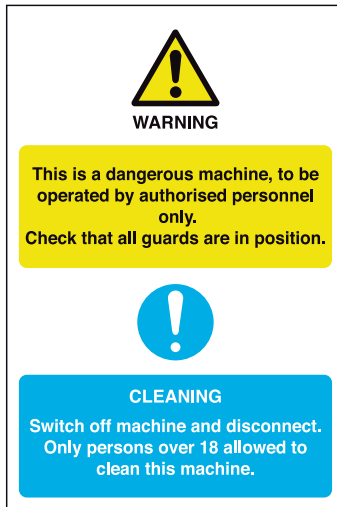 WARNING
This is a dangerous machine, to be
operated by authorised personnel
only.
Check that all guards are in position.
CLEANING
Switch off machine and disconnect.
Only persons over 18 allowed to
clean this machine.